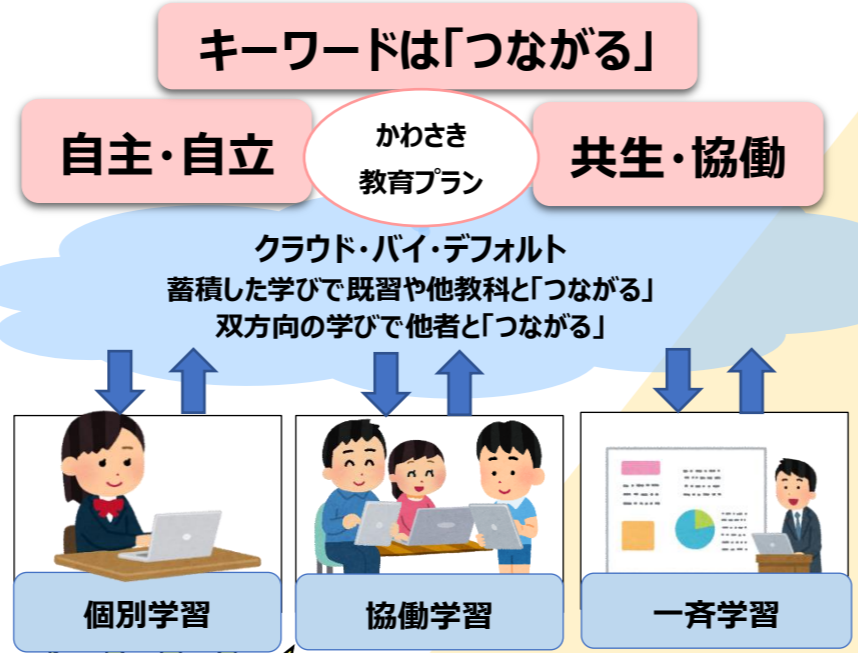 キーワードは「つながる」
自主・自立
かわさき
教育プラン
共生・協働
クラウド・バイ・デフォルト
蓄積した学びで既習や他教科と「つながる」
双方向の学びで他者と「つながる」
個別学習
協働学習
一斉学習